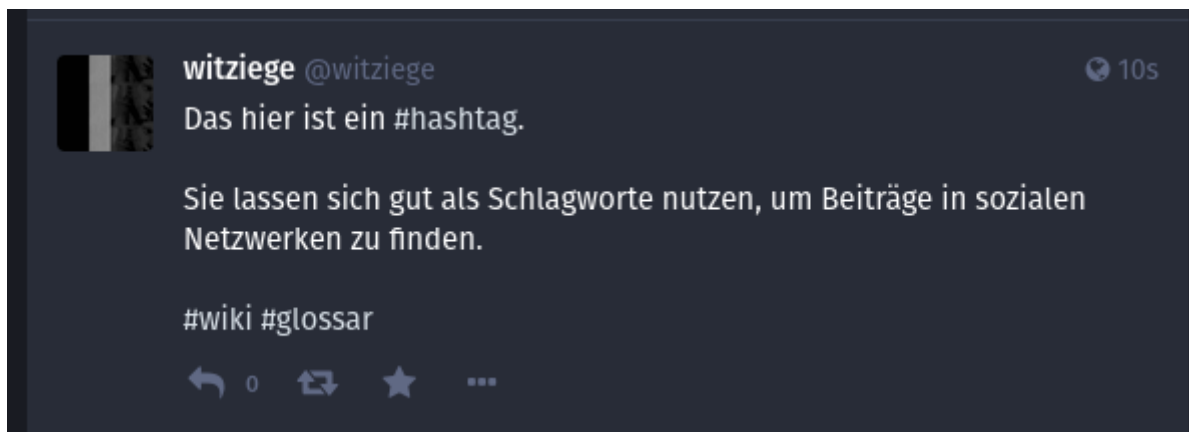 witziege @witziege 10s
Das hier ist ein #hashtag.
Sie lassen sich gut als Schlagworte nutzen, um Beiträge in sozialen
Netzwerken zu finden.
#wiki #glossar
0